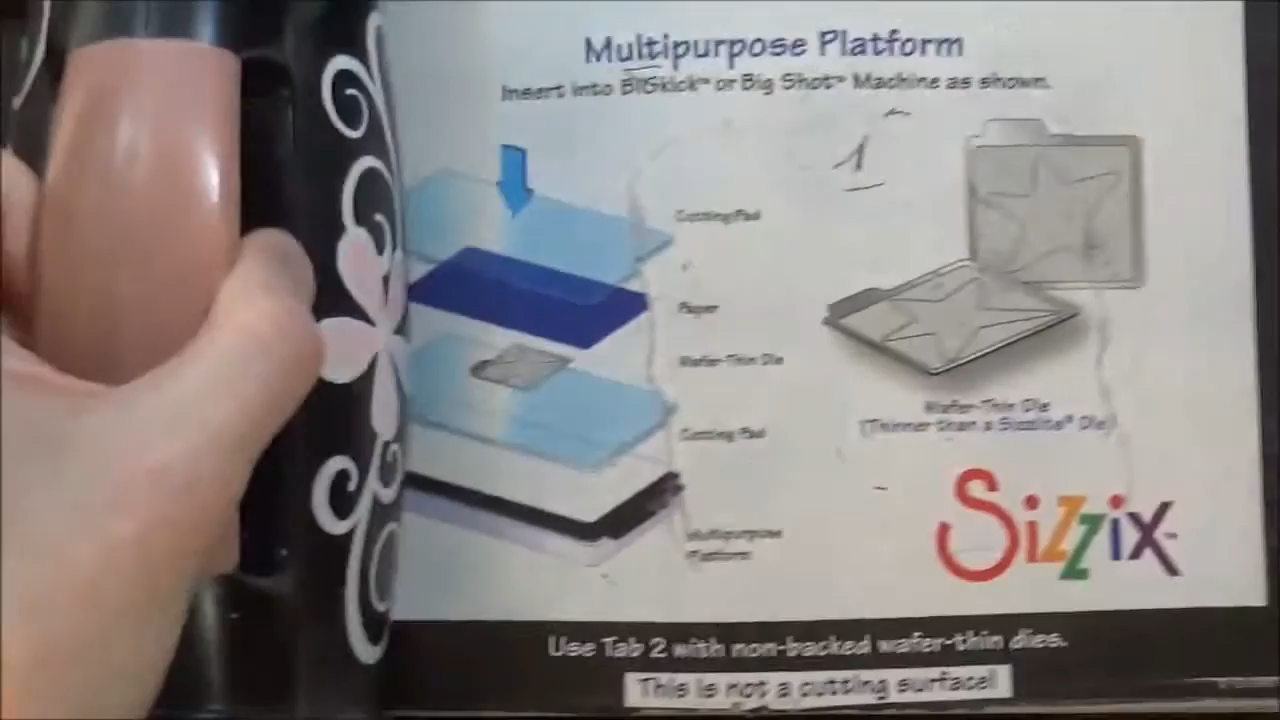 Multipurpose Platform
Insert into BIGkick™ or Big Shot™ Machine as shown.
1
Cutting Pad
Paper
Wafer-Thin Die
Cutting Pad
Multipurpose
Platform
Wafer-Thin Die
(Thinner than a Sizzlits® Die)
Sizzix™
Use Tab 2 with non-backed wafer-thin dies.
This is not a cutting surface!